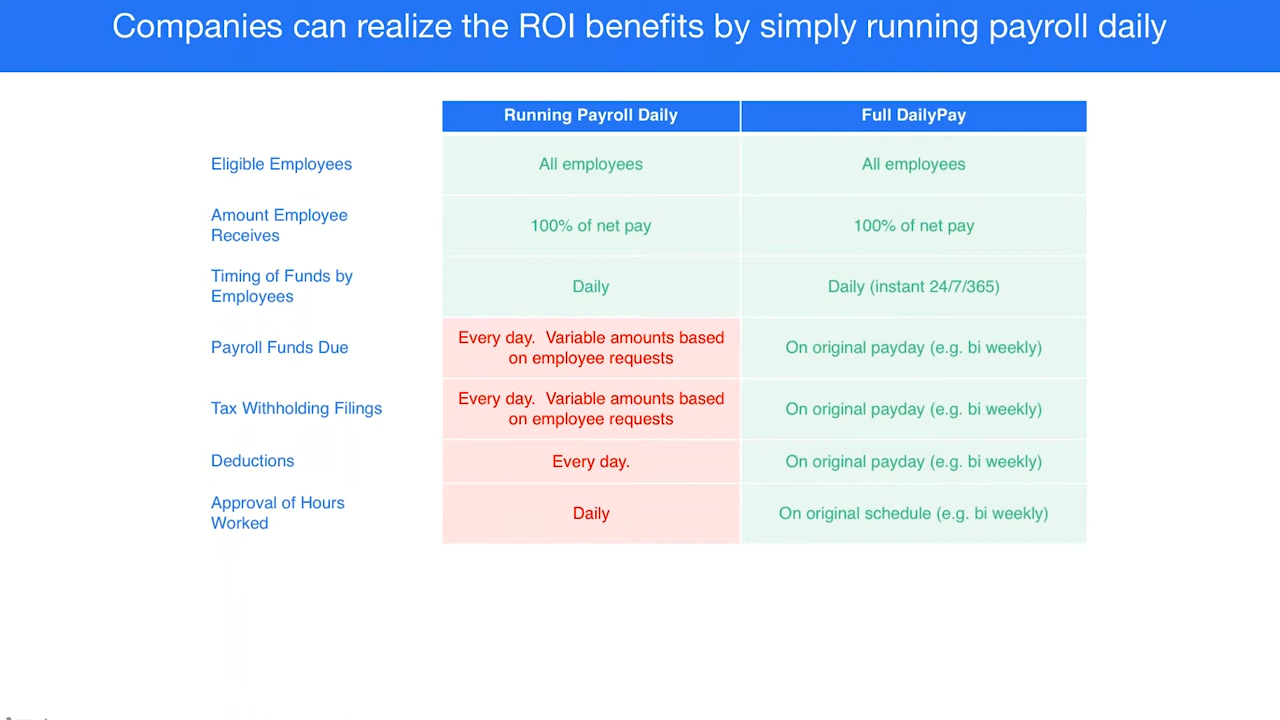 Companies can realize the ROI benefits by simply running payroll daily
Running Payroll Daily Full DailyPay
Eligible Employees All employees All employees
Amount Employee
Receives
100% of net pay 100% of net pay
Timing of Funds by
Employees
Daily Daily (instant 24/7/365)
Payroll Funds Due
Every day. Variable amounts based
on employee requests
On original payday (e.g. bi weekly)
Tax Withholding Filings
Every day. Variable amounts based
on employee requests
On original payday (e.g. bi weekly)
Deductions Every day. On original payday (e.g. bi weekly)
Approval of Hours
Worked
Daily On original schedule (e.g. bi weekly)